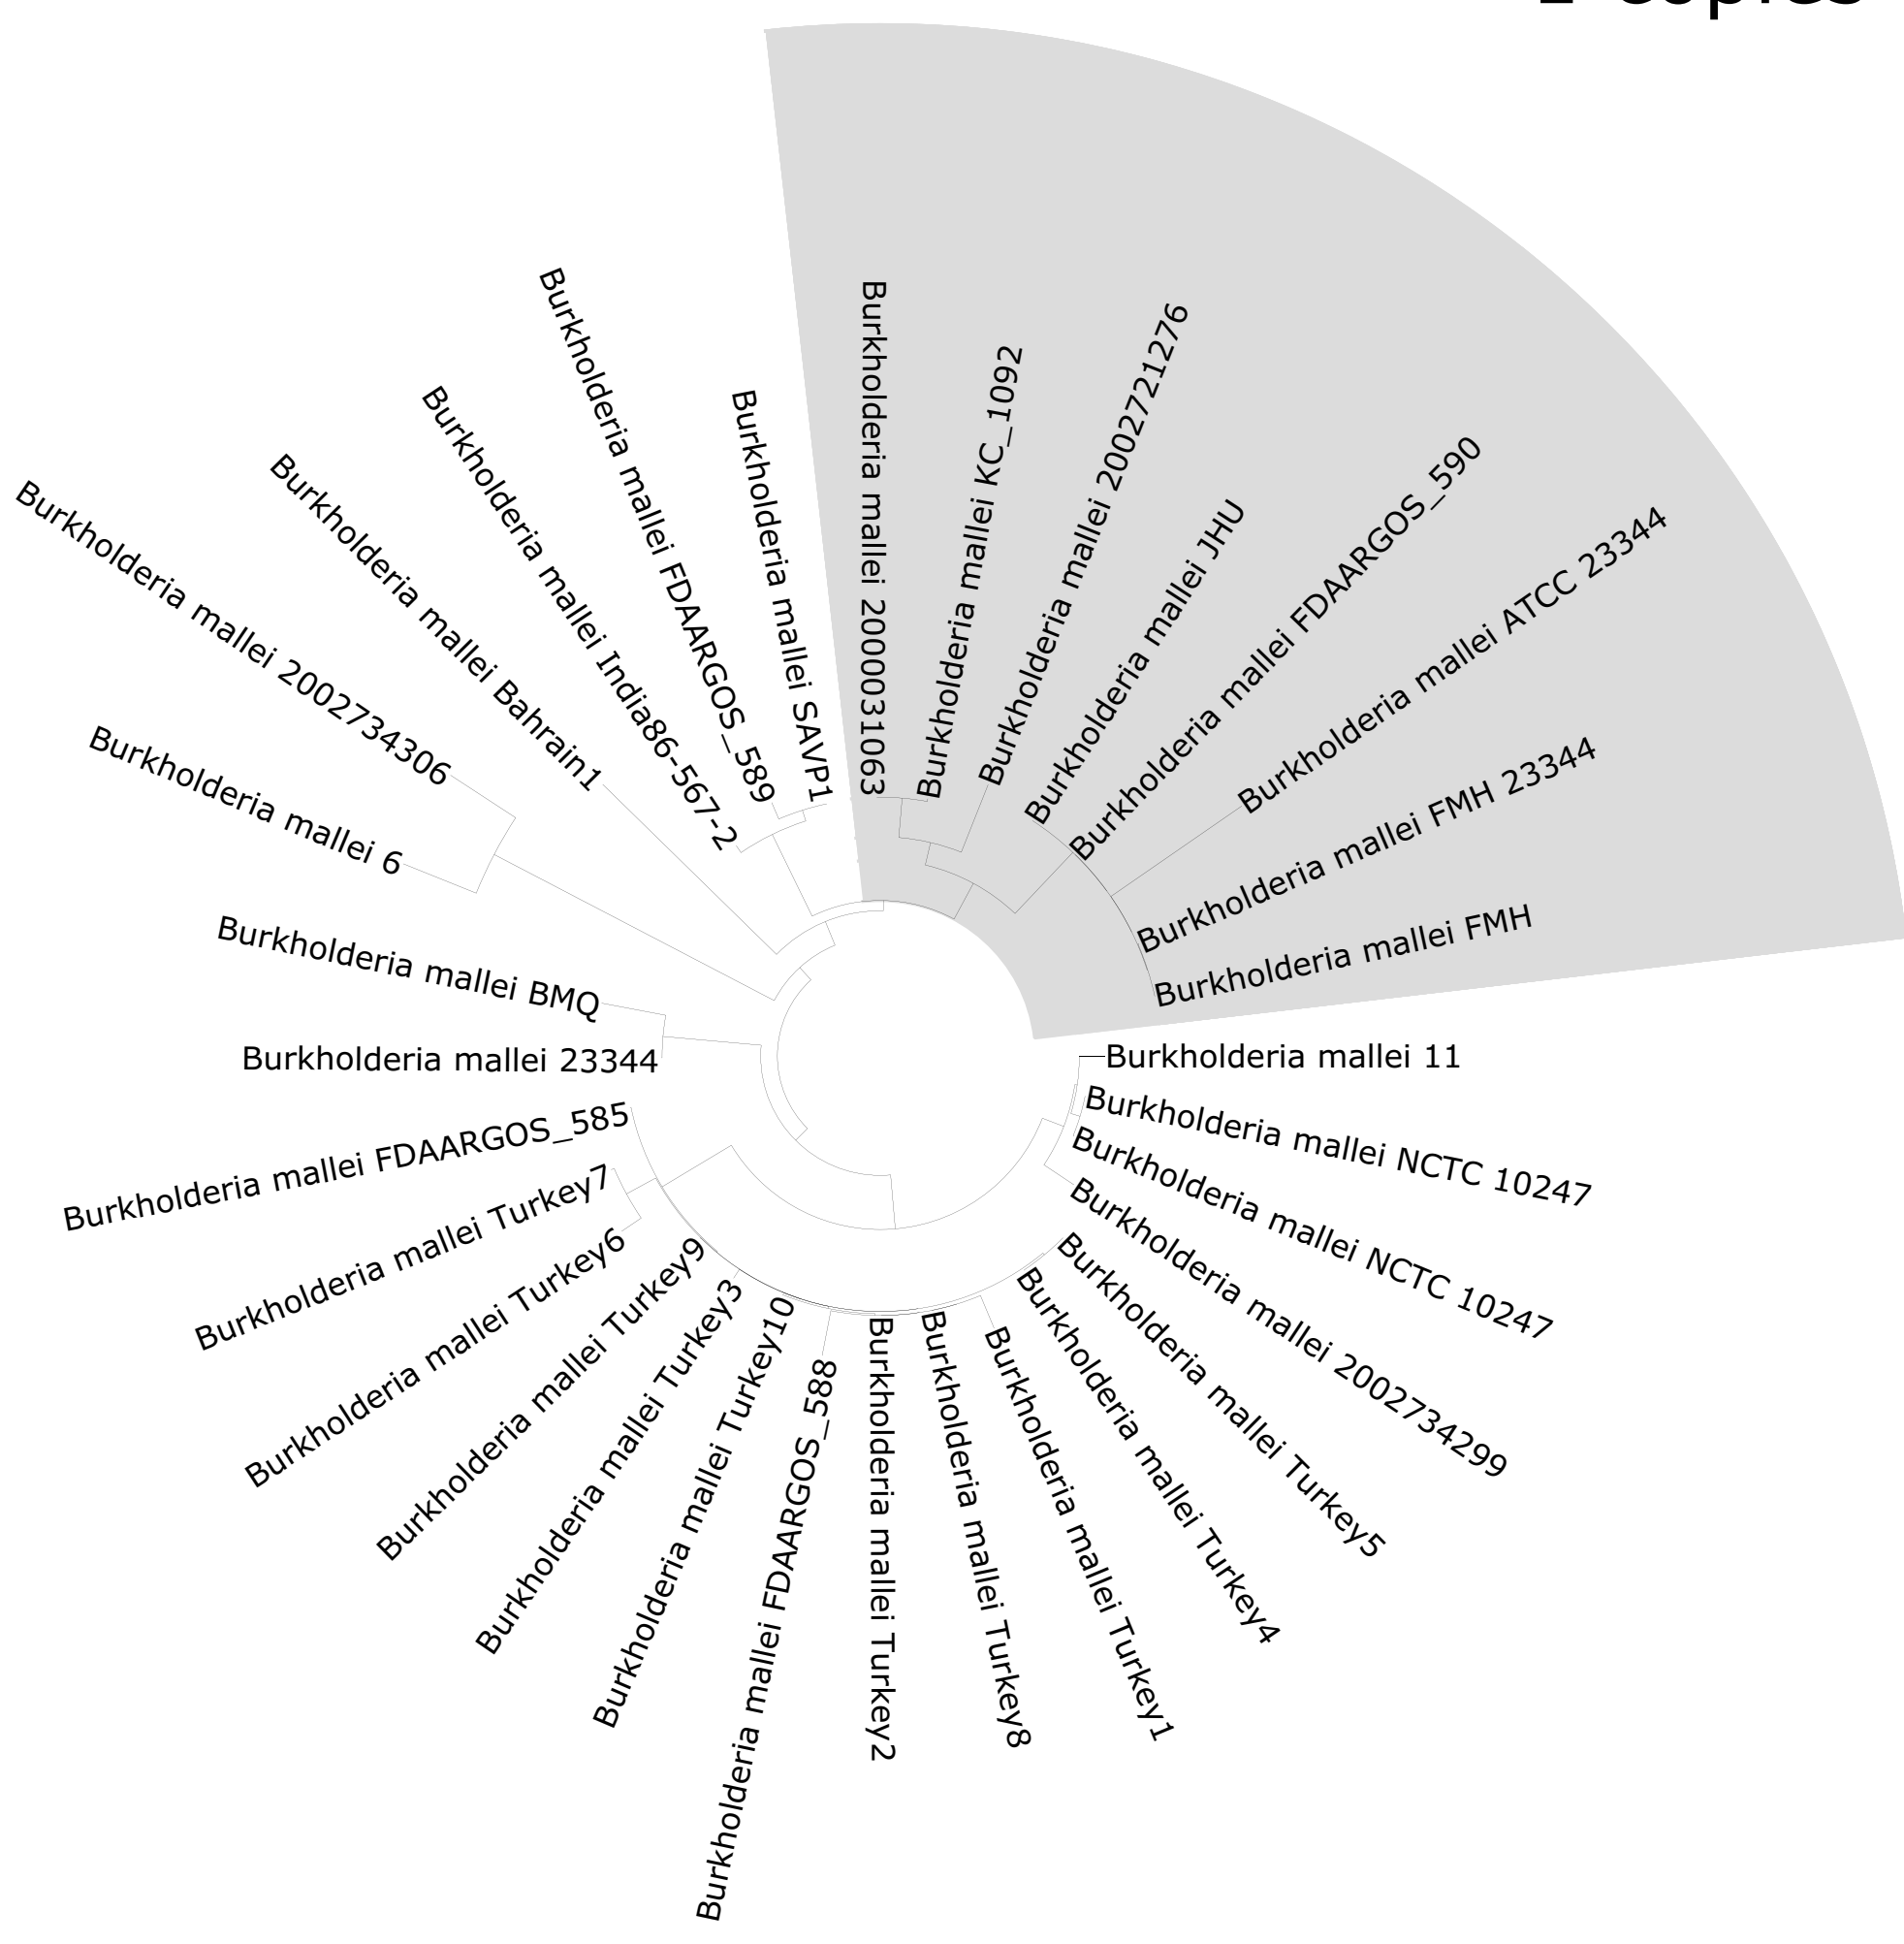 copies
Burkholderia mallei 2000031063
Burkholderia mallei KC_1092
Burkholderia mallei 2002721276
Burkholderia mallei JHU
Burkholderia mallei FDAARGOS_590
Burkholderia mallei ATCC 23344
Burkholderia mallei FMH 23344
Burkholderia mallei FMH
Burkholderia mallei 11
Burkholderia mallei NCTC 10247
Burkholderia mallei NCTC 10247
Burkholderia mallei 2002734299
Burkholderia mallei Turkey5
Burkholderia mallei Turkey4
Burkholderia mallei Turkey1
Burkholderia mallei Turkey8
Burkholderia mallei Turkey2
Burkholderia mallei FDAARGOS_588
Burkholderia mallei Turkey10
Burkholderia mallei Turkey3
Burkholderia mallei Turkey9
Burkholderia mallei Turkey6
Burkholderia mallei Turkey7
Burkholderia mallei FDAARGOS_585
Burkholderia mallei 23344
Burkholderia mallei BMQ
Burkholderia mallei 6
Burkholderia mallei 2002734306
Burkholderia mallei Bahrain1
Burkholderia mallei India86-567-2
Burkholderia mallei FDAARGOS_589
Burkholderia mallei SAVP1